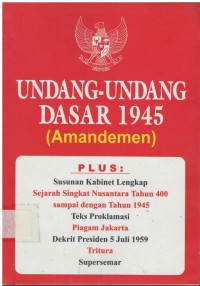 UNDANG-UNDANG
DASAR 1945
(Amandemen)
PLUS:
Susunan Kabinet Lengkap
Sejarah Singkat Nusantara Tahun 400
sampai dengan Tahun 1945
Teks Proklamasi
Piagam Jakarta
Dekrit Presiden 5 Juli 1959
Tritura
Supersemar